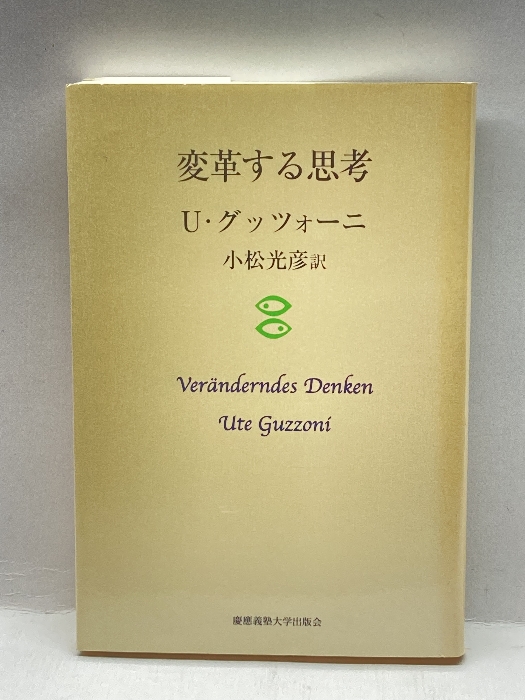 変革する思考
U・グッツォーニ
小松光彦訳
Veränderndes Denken
Ute Guzzoni
慶應義塾大学出版会